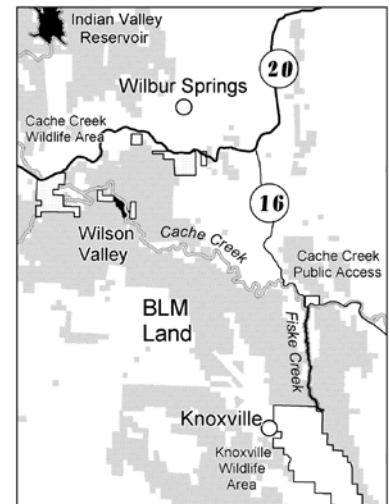 Indian Valley
Reservoir
20
Wilbur Springs
Cache Creek
Wildlife Area
16
Wilson
Valley
Cache Creek
Cache Creek
Public Access
BLM
Land
Fiske Creek
Knoxville
Knoxville
Wildlife
Area